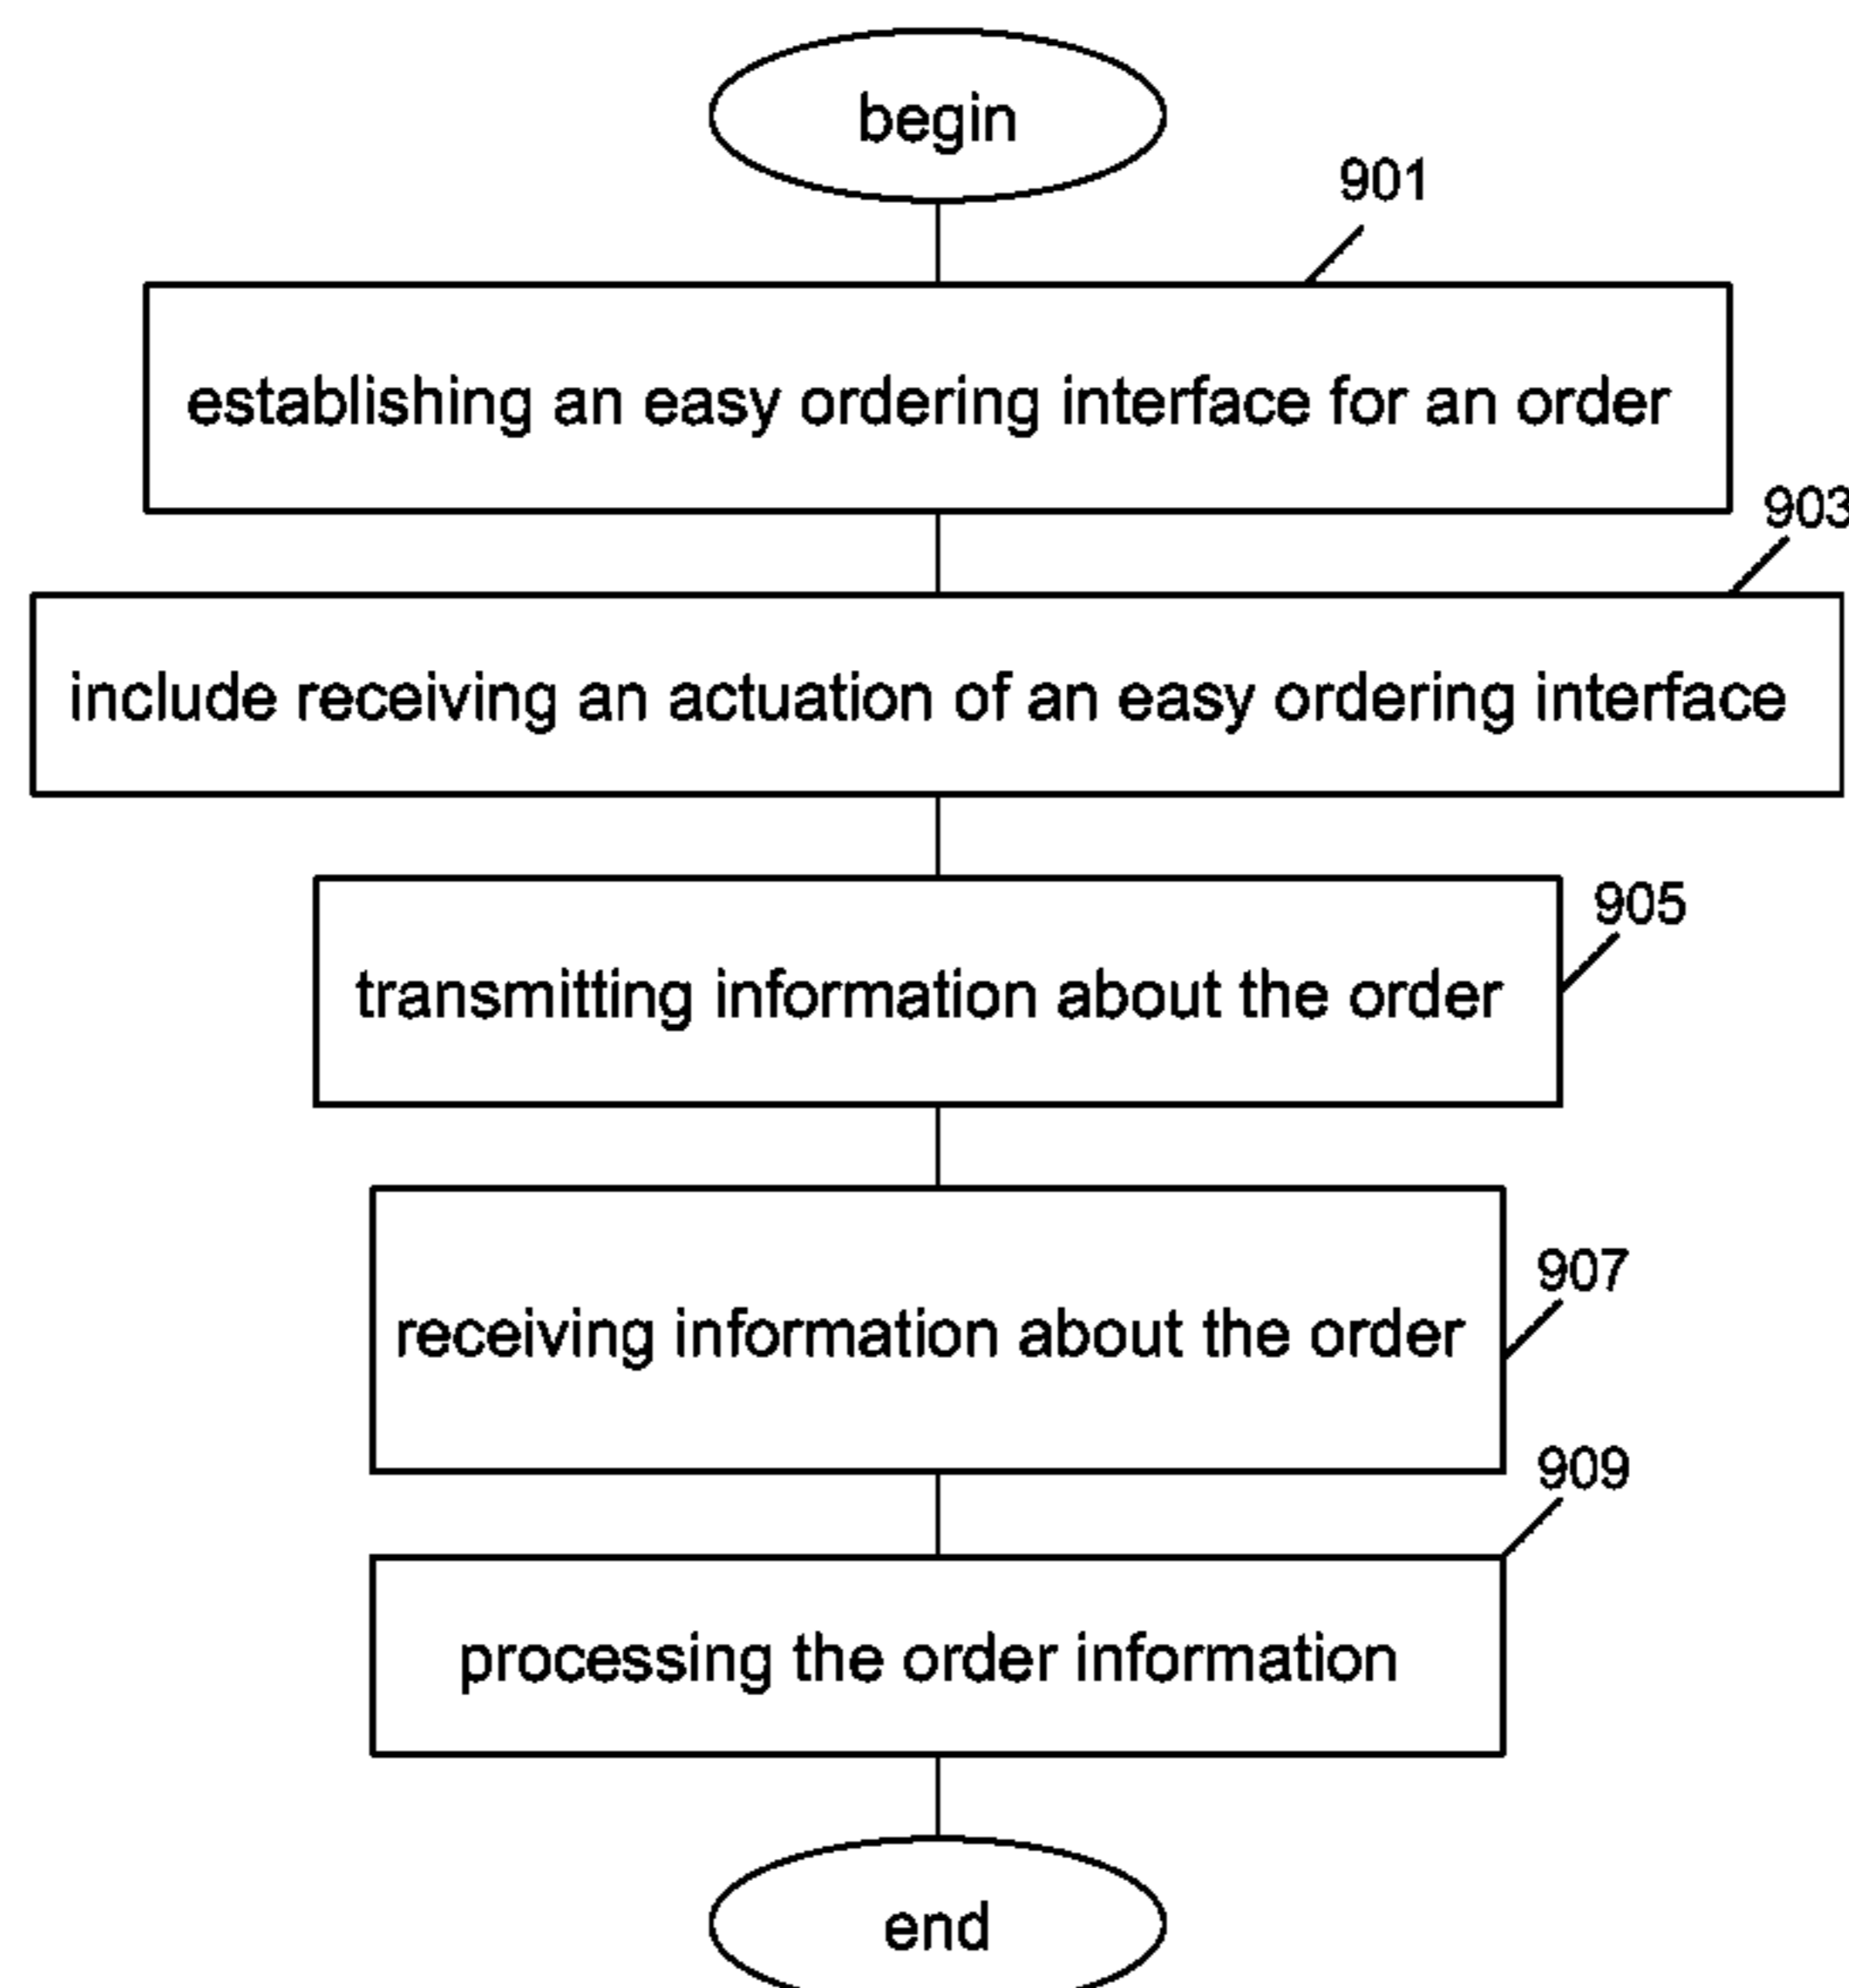 begin
901
establishing an easy ordering interface for an order
903
include receiving an actuation of an easy ordering interface
905
transmitting information about the order
907
receiving information about the order
909
processing the order information
end